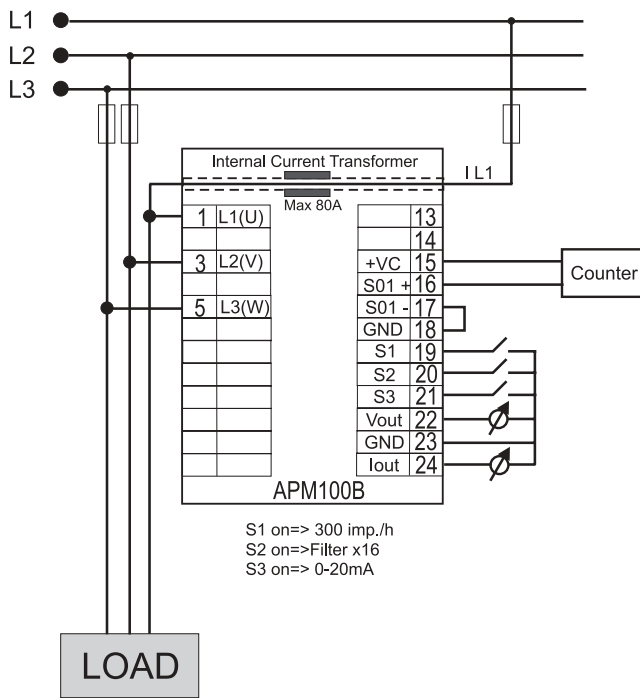 L1
L2
L3
Internal Current Transformer
I L1
Max 80A
1 L1(U)
3 L2(V)
5 L3(W)
13
14
+VC 15
S01 + 16
S01 - 17
GND 18
S1 19
S2 20
S3 21
Vout 22
GND 23
Iout 24
Counter
APM100B
S1 on=> 300 imp./h
S2 on=>Filter x16
S3 on=> 0-20mA
LOAD